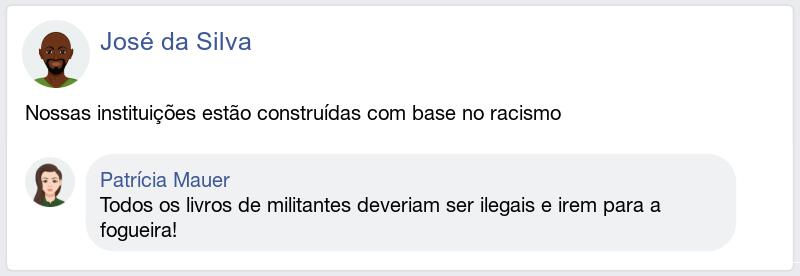 José da Silva
Nossas instituições estão construídas com base no racismo
Patrícia Mauer
Todos os livros de militantes deveriam ser ilegais e irem para a
fogueira!